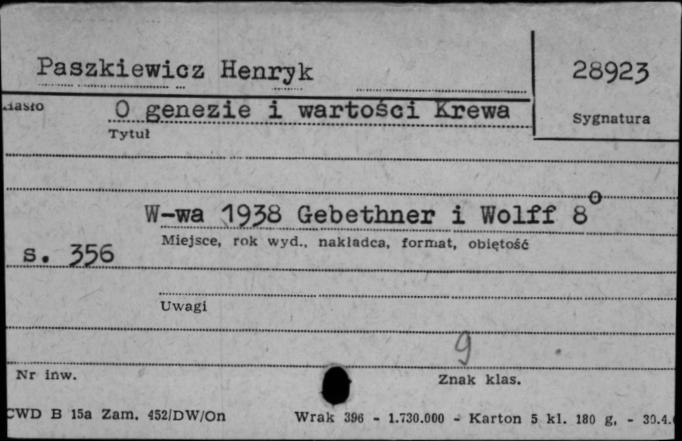 Paszkiewicz Henryk
28923
Hasło
O genezie i wartości Krewa
Sygnatura
Tytuł
W-wa 1938 Gebethner i Wolff 8°
Miejsce, rok wyd., nakładca, format, objętość
s. 356
Uwagi
9
Nr inw.
Znak klas.
CWD B 15a Zam. 452/DW/On
Wrak 396 - 1.730.000 - Karton 5 kl. 180 g. - 30.4.